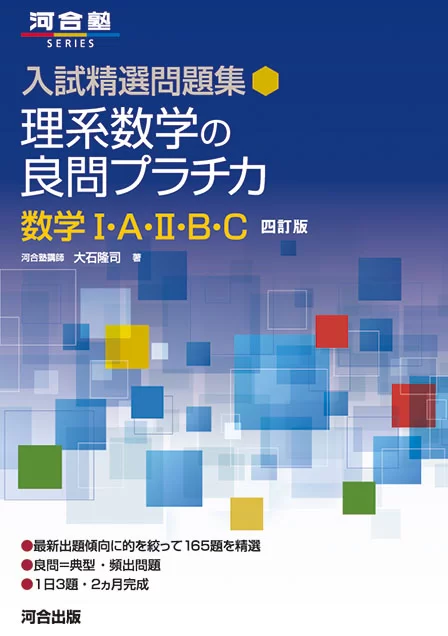 河合塾
SERIES
入試精選問題集
理系数学の
良問プラチカ
数学 I・A・II・B・C 四訂版
河合塾講師 大石隆司 著
●最新出題傾向に的を絞って165題を精選
●良問=典型・頻出問題
●1日3題・2ヵ月完成
河合出版